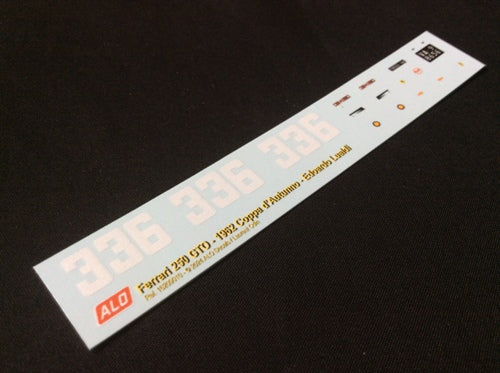 336 336 336
ALO
Ferrari 250 GTO - 1962 Coppa d'Autunno - Edoardo Lualdi